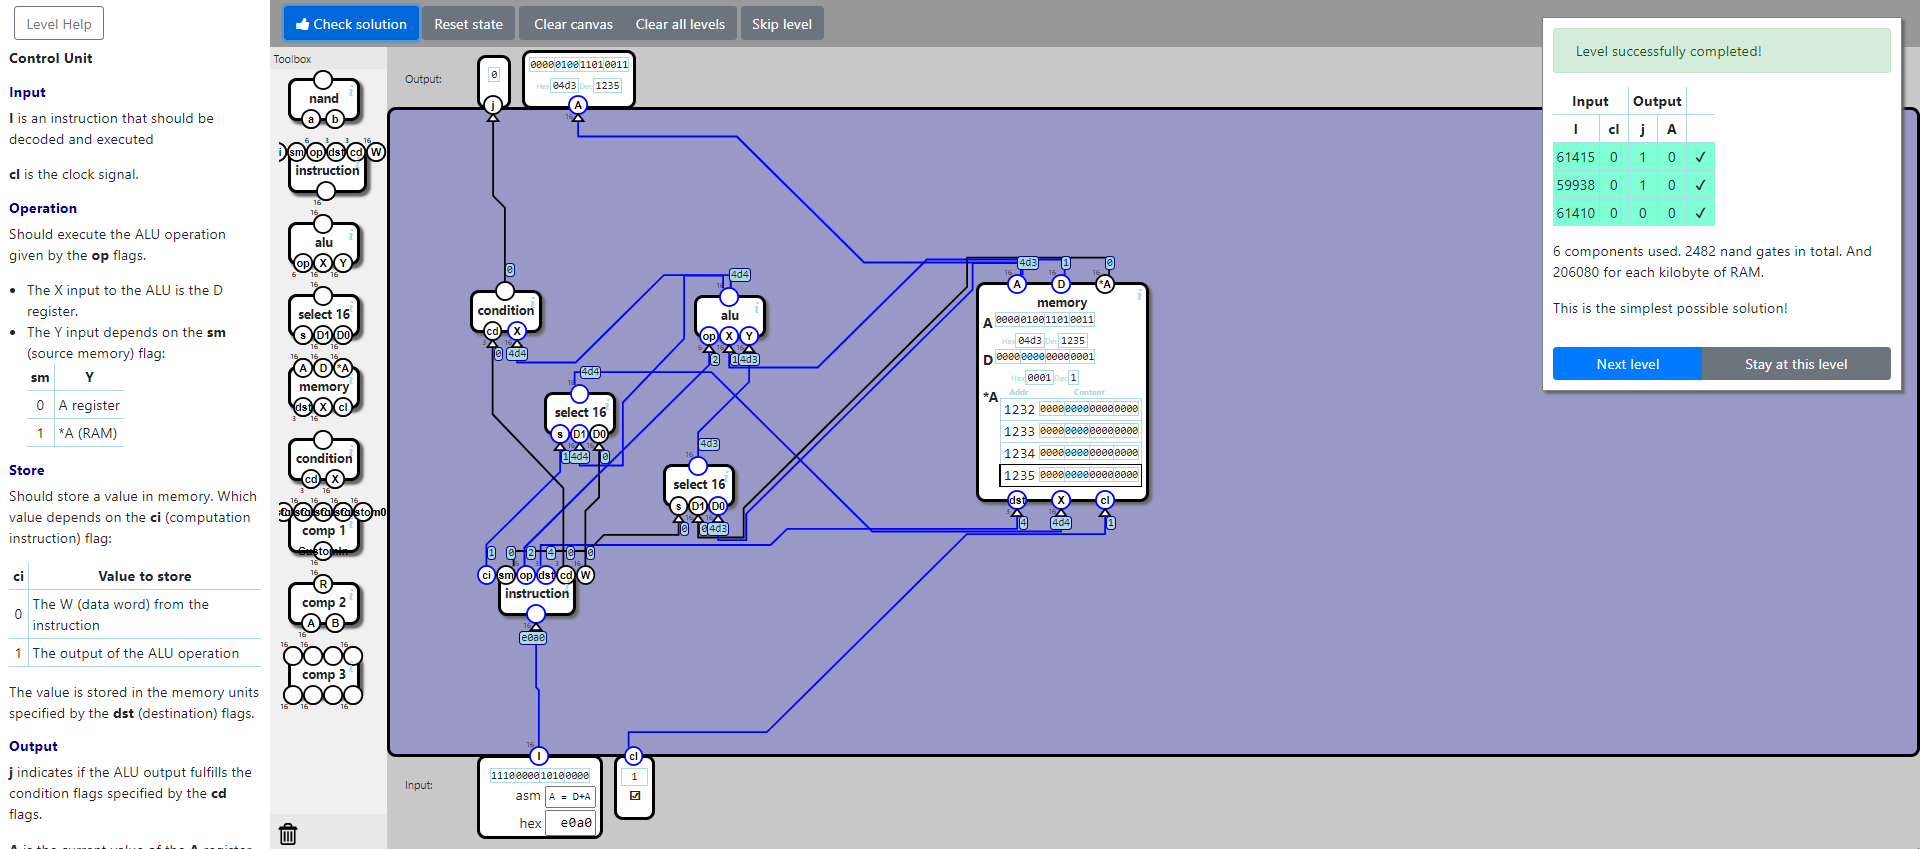 Level Help
Check solution
Reset state
Clear canvas
Clear all levels
Skip level
Control Unit
Input
I is an instruction that should be
decoded and executed
cl is the clock signal.
Operation
Should execute the ALU operation
given by the op flags.
The X input to the ALU is the D
register.
The Y input depends on the sm
(source memory) flag:
sm Y
0 A register
1 *A (RAM)
Store
Should store a value in memory. Which
value depends on the ci (computation
instruction) flag:
ci Value to store
0 The W (data word) from the
instruction
1 The output of the ALU operation
The value is stored in the memory units
specified by the dst (destination) flags.
Output
j indicates if the ALU output fulfills the
condition flags specified by the cd
flags.
A is the current value of the A register
Toolbox
nand
a b
sm op dst cd W
instruction
16
16
alu
op X Y
select 16
s D1 D0
A D *A
memory
dst X cl
condition
cd X
comp 1
CustomIn
R
comp 2
A B
comp 3
Output:
0
j
0000010011010011
Hex 04d3 Dec 1235
A
0
condition
cd X
0 4d4
4d4
alu
op X Y
2 1 4d3
4d4
select 16
s D1 D0
1 4d4 0
4d3
select 16
s D1 D0
0 0 4d3
1 0 2 4 0 0
ci sm op dst cd W
instruction
e0a0
4d3 1 0
A D *A
memory
A 0000010011010011
Hex 04d3 Dec 1235
D 0000000000000001
Hex 0001 Dec 1
*A Addr Content
1232 0000000000000000
1233 0000000000000000
1234 0000000000000000
1235 0000000000000000
dst X cl
4 4d4 1
Input:
I
1110000010100000
asm A = D+A
hex e0a0
cl
1
Level successfully completed!
Input Output
I cl j A
61415 0 1 0 ✓
59938 0 1 0 ✓
61410 0 0 0 ✓
6 components used. 2482 nand gates in total. And
206080 for each kilobyte of RAM.
This is the simplest possible solution!
Next level
Stay at this level